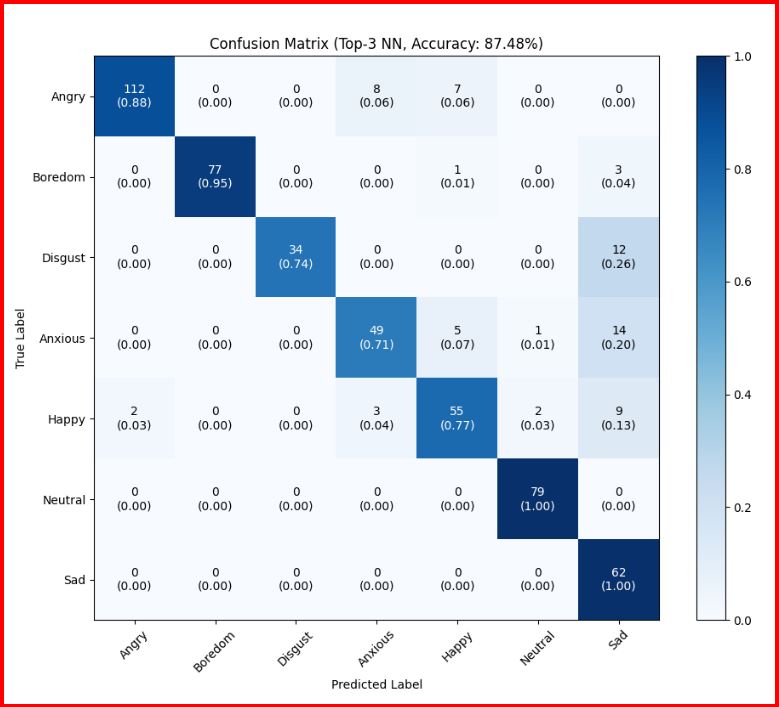 Confusion Matrix (Top-3 NN, Accuracy: 87.48%)
True Label
Angry
112 0 0 8 7 0 0
(0.88) (0.00) (0.00) (0.06) (0.06) (0.00) (0.00)
Boredom
0 77 0 0 1 0 3
(0.00) (0.95) (0.00) (0.00) (0.01) (0.00) (0.04)
Disgust
0 0 34 0 0 0 12
(0.00) (0.00) (0.74) (0.00) (0.00) (0.00) (0.26)
Anxious
0 0 0 49 5 1 14
(0.00) (0.00) (0.00) (0.71) (0.07) (0.01) (0.20)
Happy
2 0 0 3 55 2 9
(0.03) (0.00) (0.00) (0.04) (0.77) (0.03) (0.13)
Neutral
0 0 0 0 0 79 0
(0.00) (0.00) (0.00) (0.00) (0.00) (1.00) (0.00)
Sad
0 0 0 0 0 0 62
(0.00) (0.00) (0.00) (0.00) (0.00) (0.00) (1.00)
Angry Boredom Disgust Anxious Happy Neutral Sad
Predicted Label
1.0
0.8
0.6
0.4
0.2
0.0